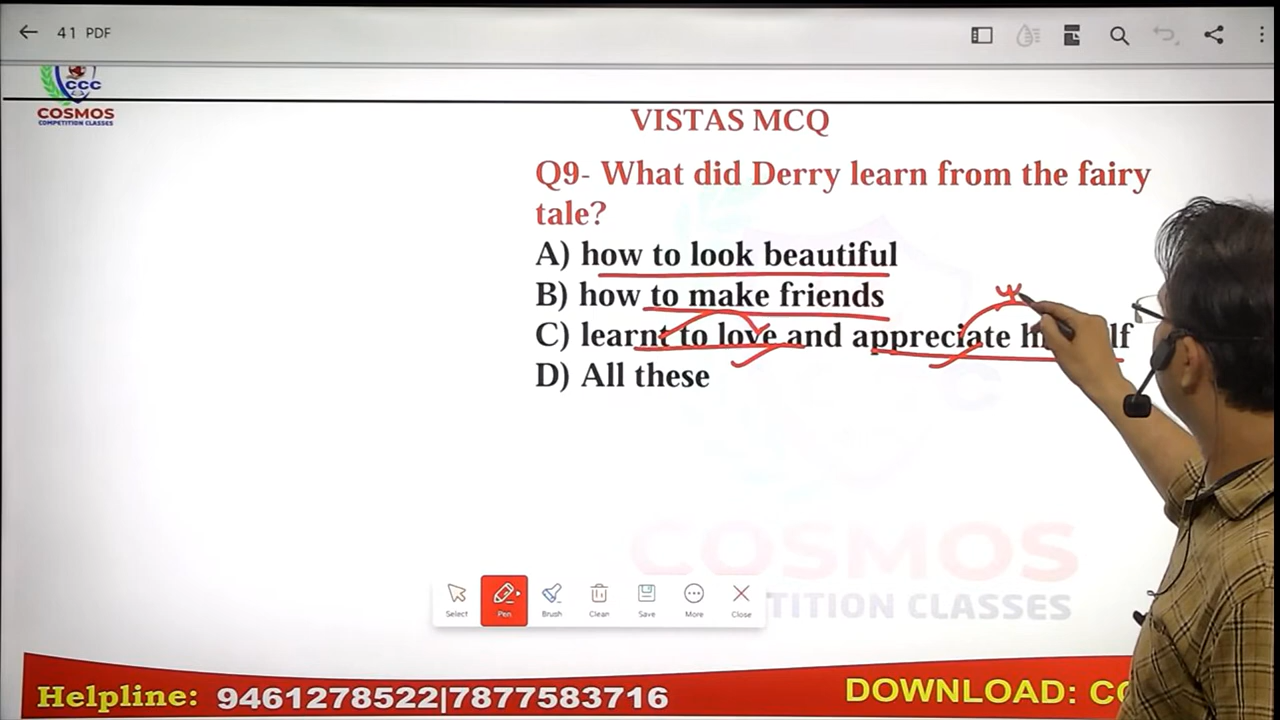 41 PDF
CCC
COSMOS
COMPETITION CLASSES
VISTAS MCQ
Q9- What did Derry learn from the fairy
tale?
A) how to look beautiful
B) how to make friends
C) learnt to love and appreciate
D) All these
COSMOS
TITION CLASSES
Select Pen Brush Clean Save More Close
Helpline: 9461278522|7877583716
DOWNLOAD: